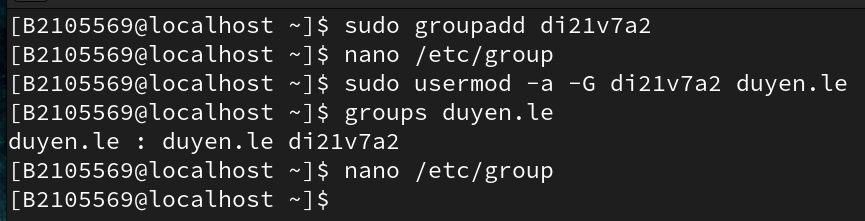 [B2105569@localhost ~]$ sudo groupadd di21v7a2
[B2105569@localhost ~]$ nano /etc/group
[B2105569@localhost ~]$ sudo usermod -a -G di21v7a2 duyen.le
[B2105569@localhost ~]$ groups duyen.le
duyen.le : duyen.le di21v7a2
[B2105569@localhost ~]$ nano /etc/group
[B2105569@localhost ~]$